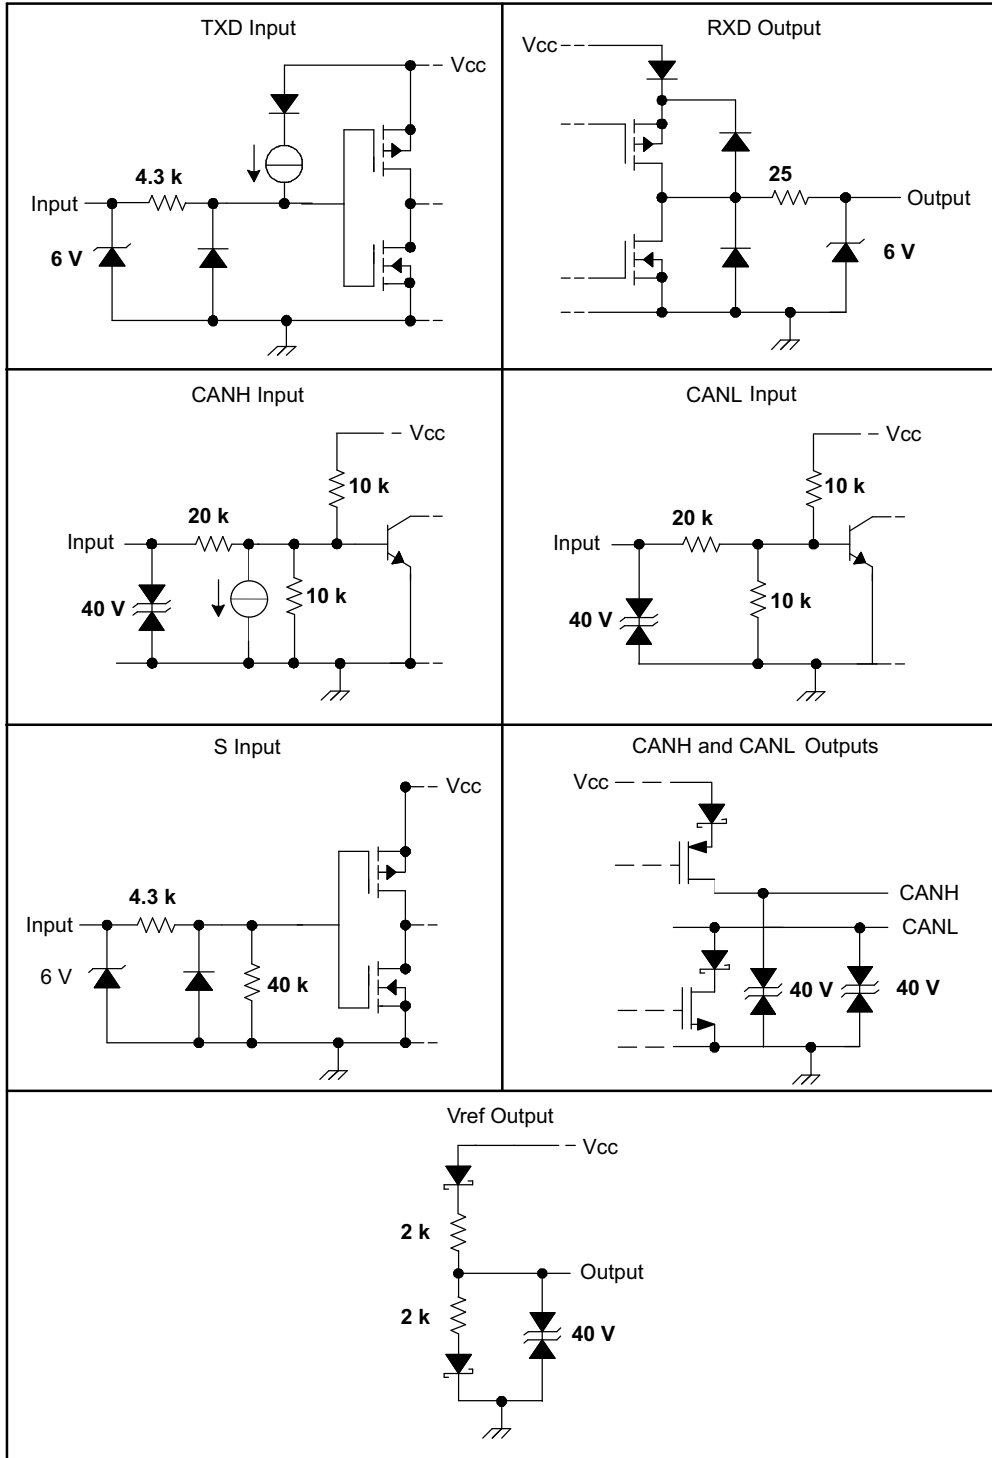 TXD Input
Vcc
4.3 k
Input
6 V
RXD Output
Vcc
25
Output
6 V
CANH Input
Vcc
10 k
20 k
Input
40 V
10 k
CANL Input
Vcc
10 k
20 k
Input
40 V
10 k
S Input
Vcc
4.3 k
Input
6 V
40 k
CANH and CANL Outputs
Vcc
CANH
CANL
40 V
40 V
Vref Output
Vcc
2 k
Output
2 k
40 V